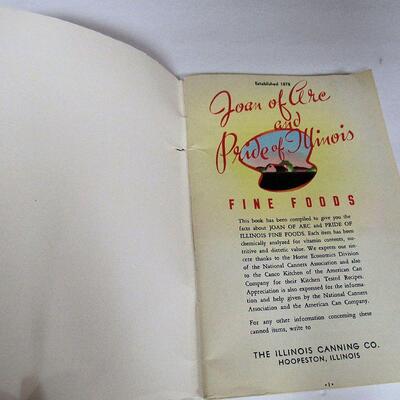 Established 1878
Joan of Arc
and
Pride of Illinois
FINE FOODS
This book has been compiled to give you the
facts about JOAN OF ARC and PRIDE OF
ILLINOIS FINE FOODS. Each item has been
chemically analyzed for vitamin contents, nu-
tritive and dietetic value. We express our sin-
cere thanks to the Home Economics Division
of the National Canners Association and also
to the Canco Kitchen of the American Can
Company for their Kitchen Tested Recipes.
Appreciation is also expressed for the informa-
tion and help given by the National Canners
Association and the American Can Company.
For any other information concerning these
canned items, write to
THE ILLINOIS CANNING CO.
HOOPESTON, ILLINOIS
-1-